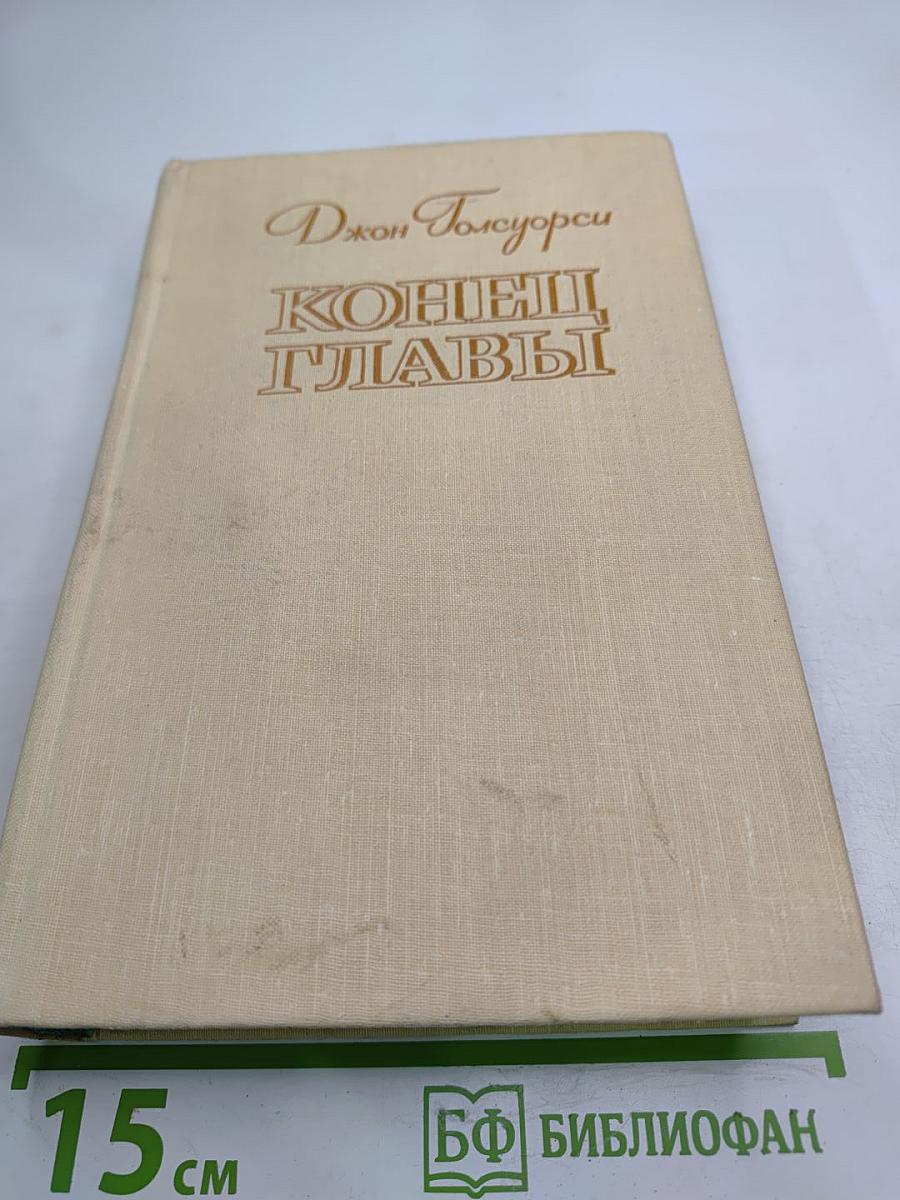 Джон Голсуорси
КОНЕЦ
ГЛАВЫ
15 см
БФ БИБЛИОФАН